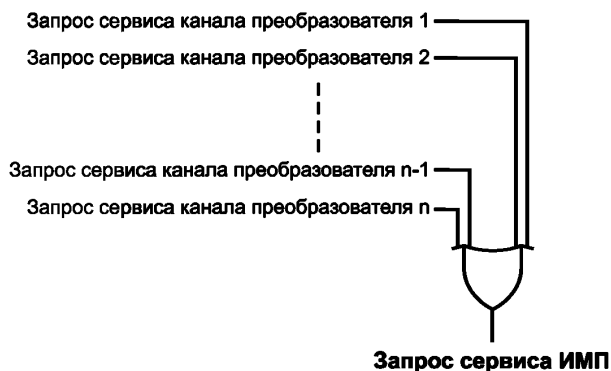 Запрос сервиса канала преобразователя 1
Запрос сервиса канала преобразователя 2
Запрос сервиса канала преобразователя n-1
Запрос сервиса канала преобразователя n
Запрос сервиса ИМП